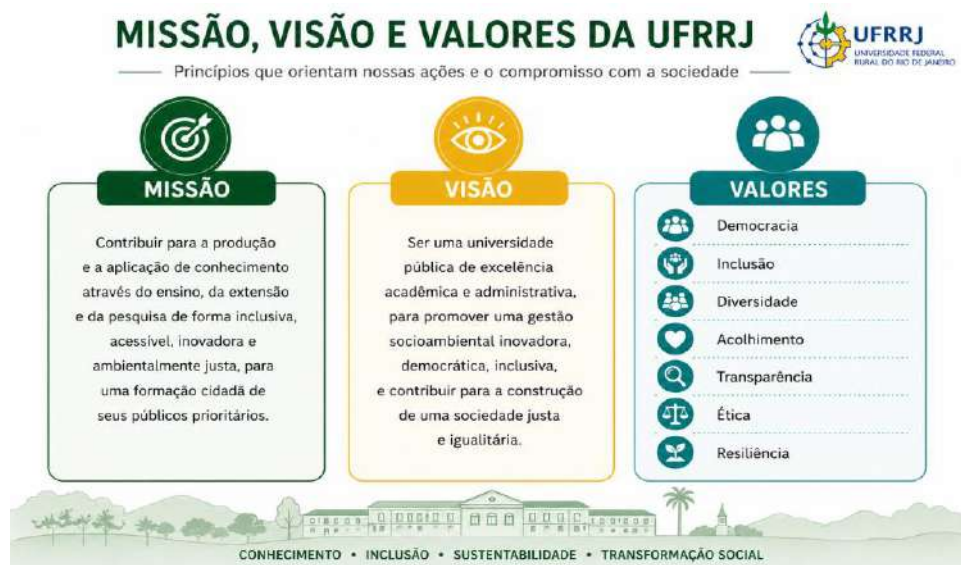 MISSÃO, VISÃO E VALORES DA UFRRJ
UFRRJ
UNIVERSIDADE FEDERAL
RURAL DO RIO DE JANEIRO
Princípios que orientam nossas ações e o compromisso com a sociedade
MISSÃO
Contribuir para a produção
e a aplicação de conhecimento
através do ensino, da extensão
e da pesquisa de forma inclusiva,
acessível, inovadora e
ambientalmente justa, para
uma formação cidadã de
seus públicos prioritários.
VISÃO
Ser uma universidade
pública de excelência
acadêmica e administrativa,
para promover uma gestão
socioambiental inovadora,
democrática, inclusiva,
e contribuir para a construção
de uma sociedade justa
e igualitária.
VALORES
Democracia
Inclusão
Diversidade
Acolhimento
Transparência
Ética
Resiliência
CONHECIMENTO • INCLUSÃO • SUSTENTABILIDADE • TRANSFORMAÇÃO SOCIAL